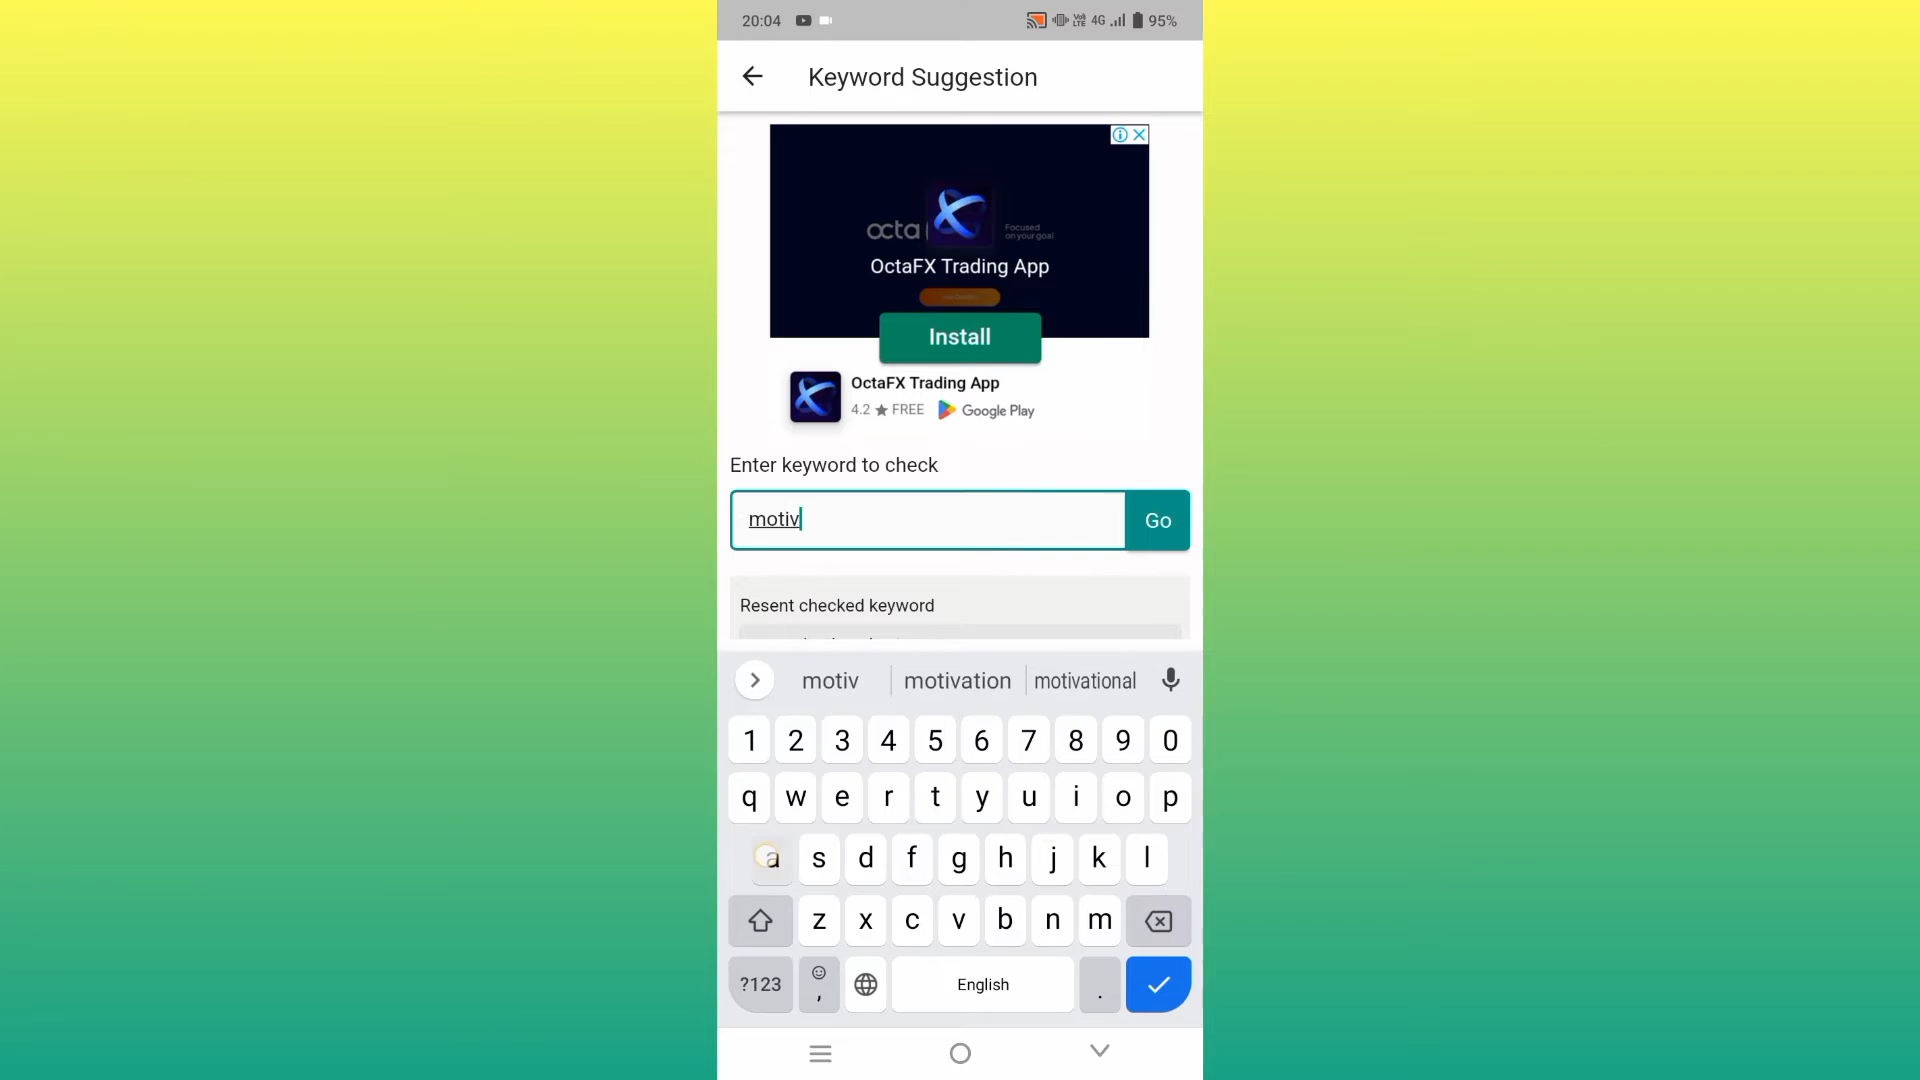 20:04 Vo) LTE 4G 95%
Keyword Suggestion
octa
Focused
on your goal
OctaFX Trading App
Install
OctaFX Trading App
4.2 ★ FREE Google Play
Enter keyword to check
motiv
Go
Resent checked keyword
motiv motivation motivational
1 2 3 4 5 6 7 8 9 0
q w e r t y u i o p
a s d f g h j k l
z x c v b n m
?123 , English .